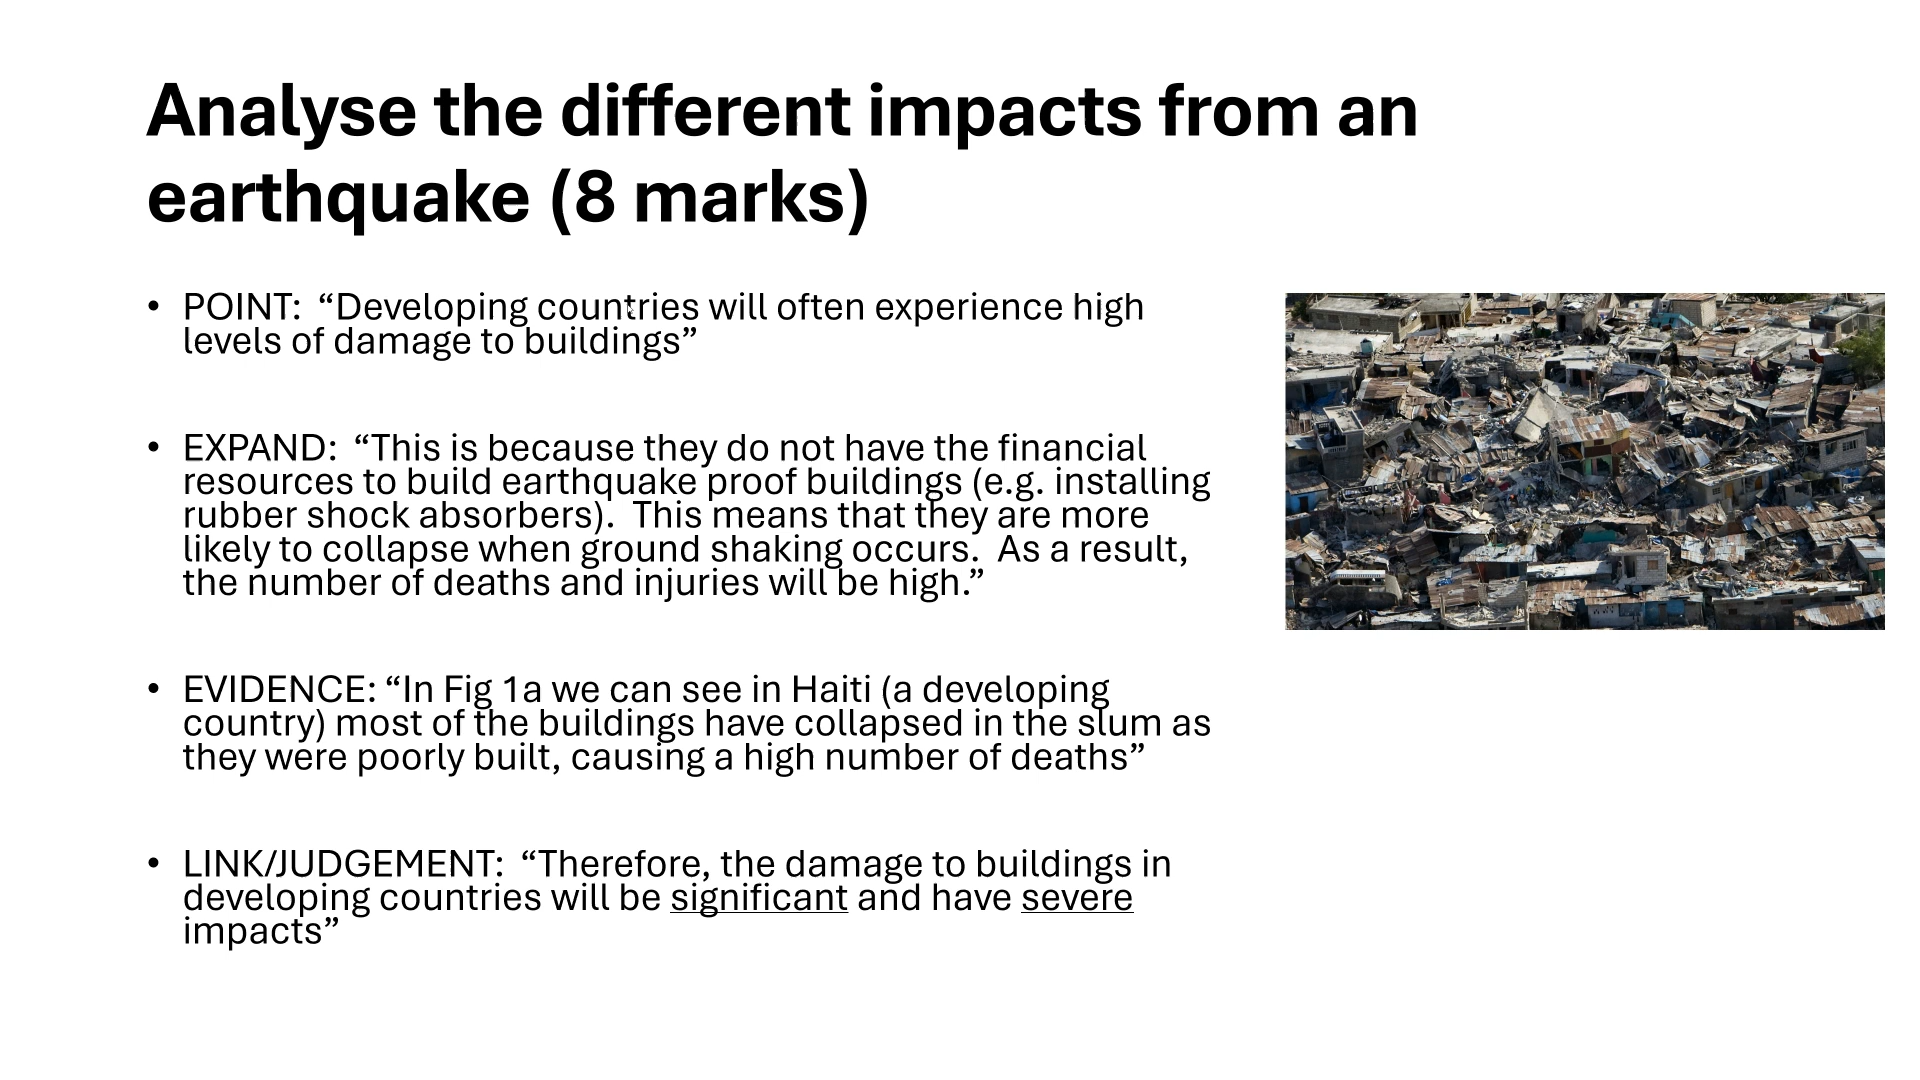 Analyse the different impacts from an
earthquake (8 marks)
• POINT:  “Developing countries will often experience high
levels of damage to buildings”
• EXPAND:  “This is because they do not have the financial
resources to build earthquake proof buildings (e.g. installing
rubber shock absorbers).  This means that they are more
likely to collapse when ground shaking occurs.  As a result,
the number of deaths and injuries will be high.”
• EVIDENCE: “In Fig 1a we can see in Haiti (a developing
country) most of the buildings have collapsed in the slum as
they were poorly built, causing a high number of deaths”
• LINK/JUDGEMENT:  “Therefore, the damage to buildings in
developing countries will be significant and have severe
impacts”